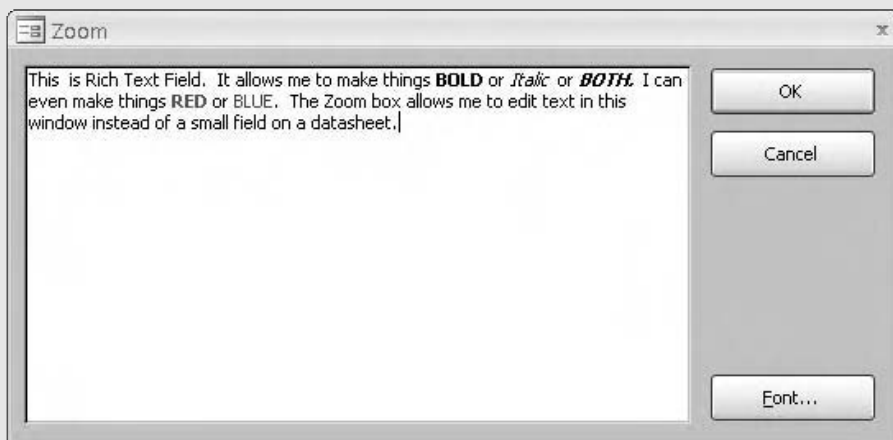 Zoom
x
This  is Rich Text Field.  It allows me to make things BOLD or Italic or BOTH.  I can
even make things RED or BLUE.  The Zoom box allows me to edit text in this
window instead of a small field on a datasheet.
OK
Cancel
Font...